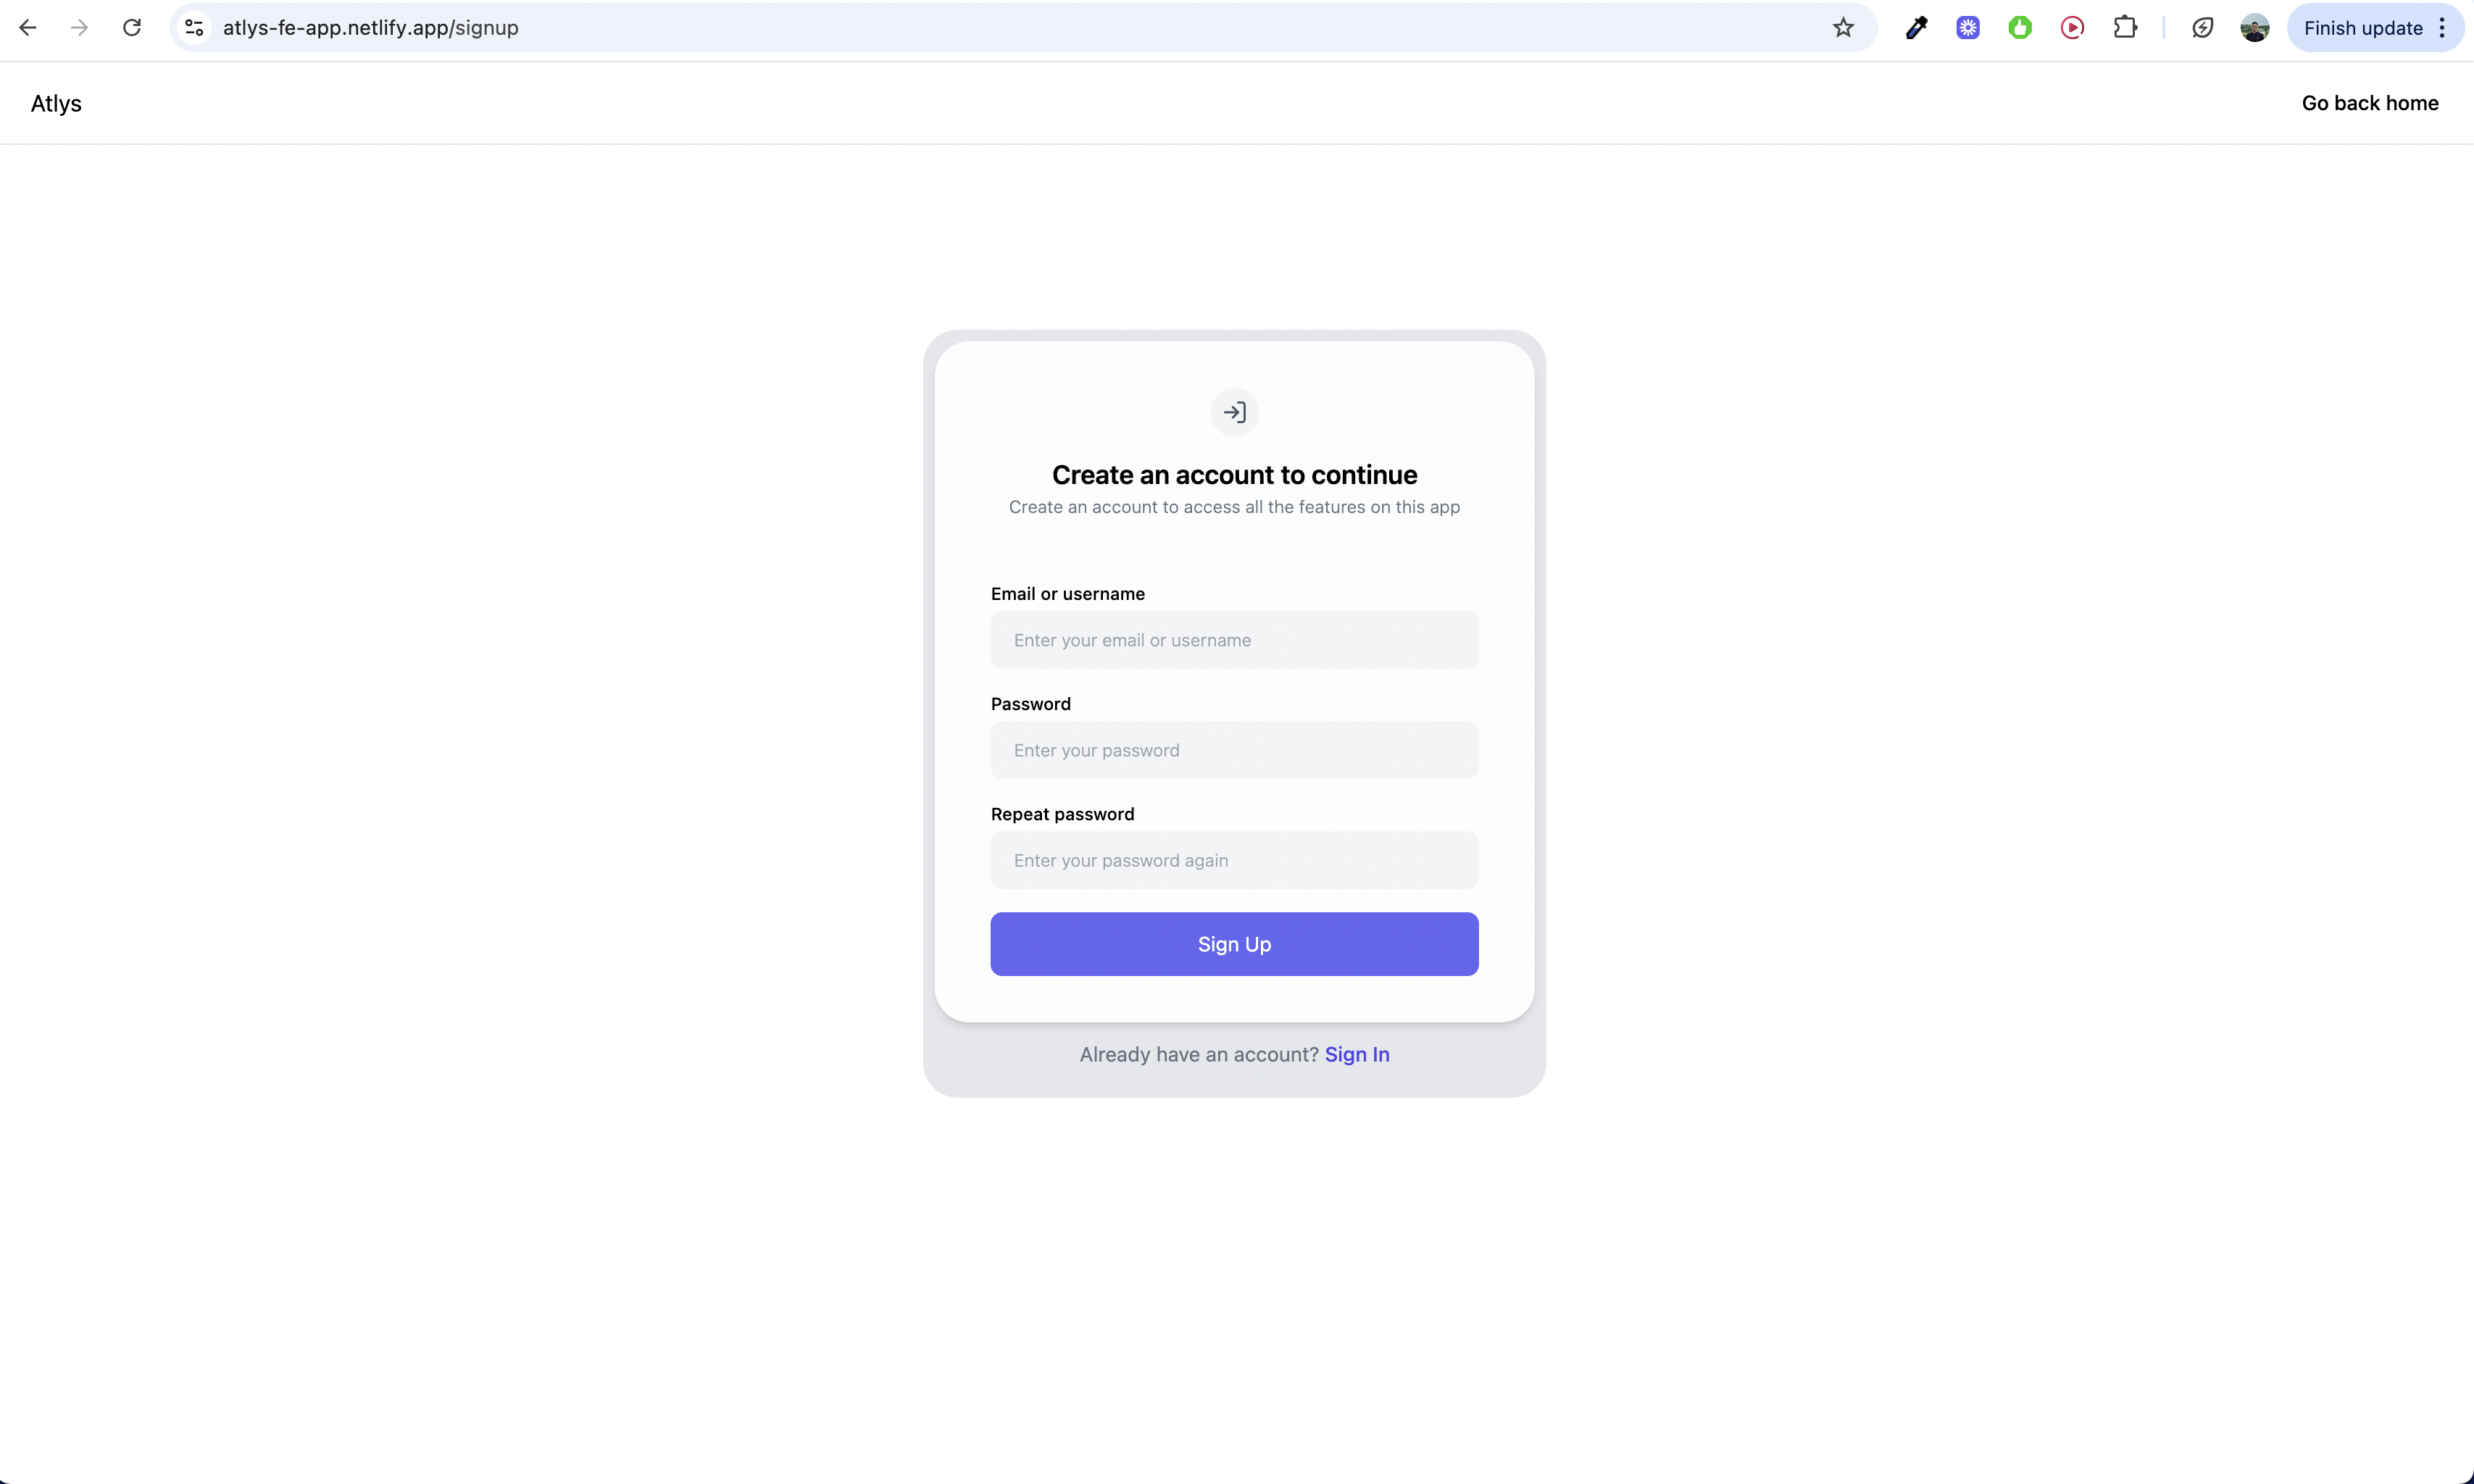 atlys-fe-app.netlify.app/signup
Finish update
Atlys
Go back home
Create an account to continue
Create an account to access all the features on this app
Email or username
Enter your email or username
Password
Enter your password
Repeat password
Enter your password again
Sign Up
Already have an account? Sign In